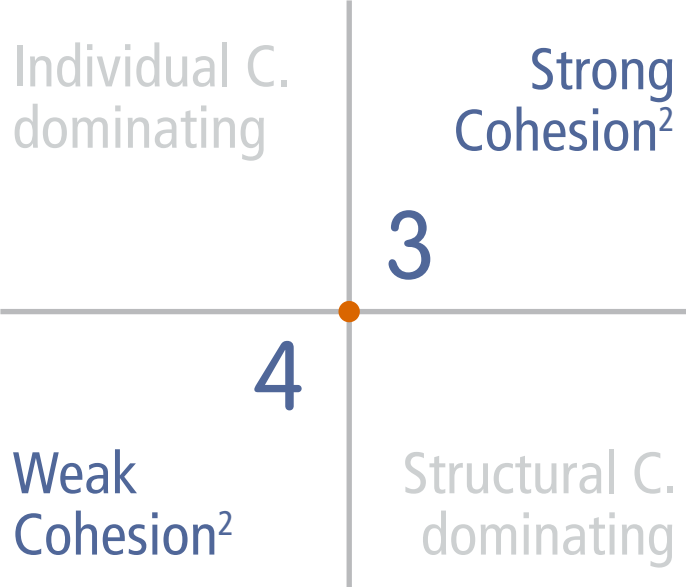 Individual C.
dominating
Strong
Cohesion²
3
4
Weak
Cohesion²
Structural C.
dominating